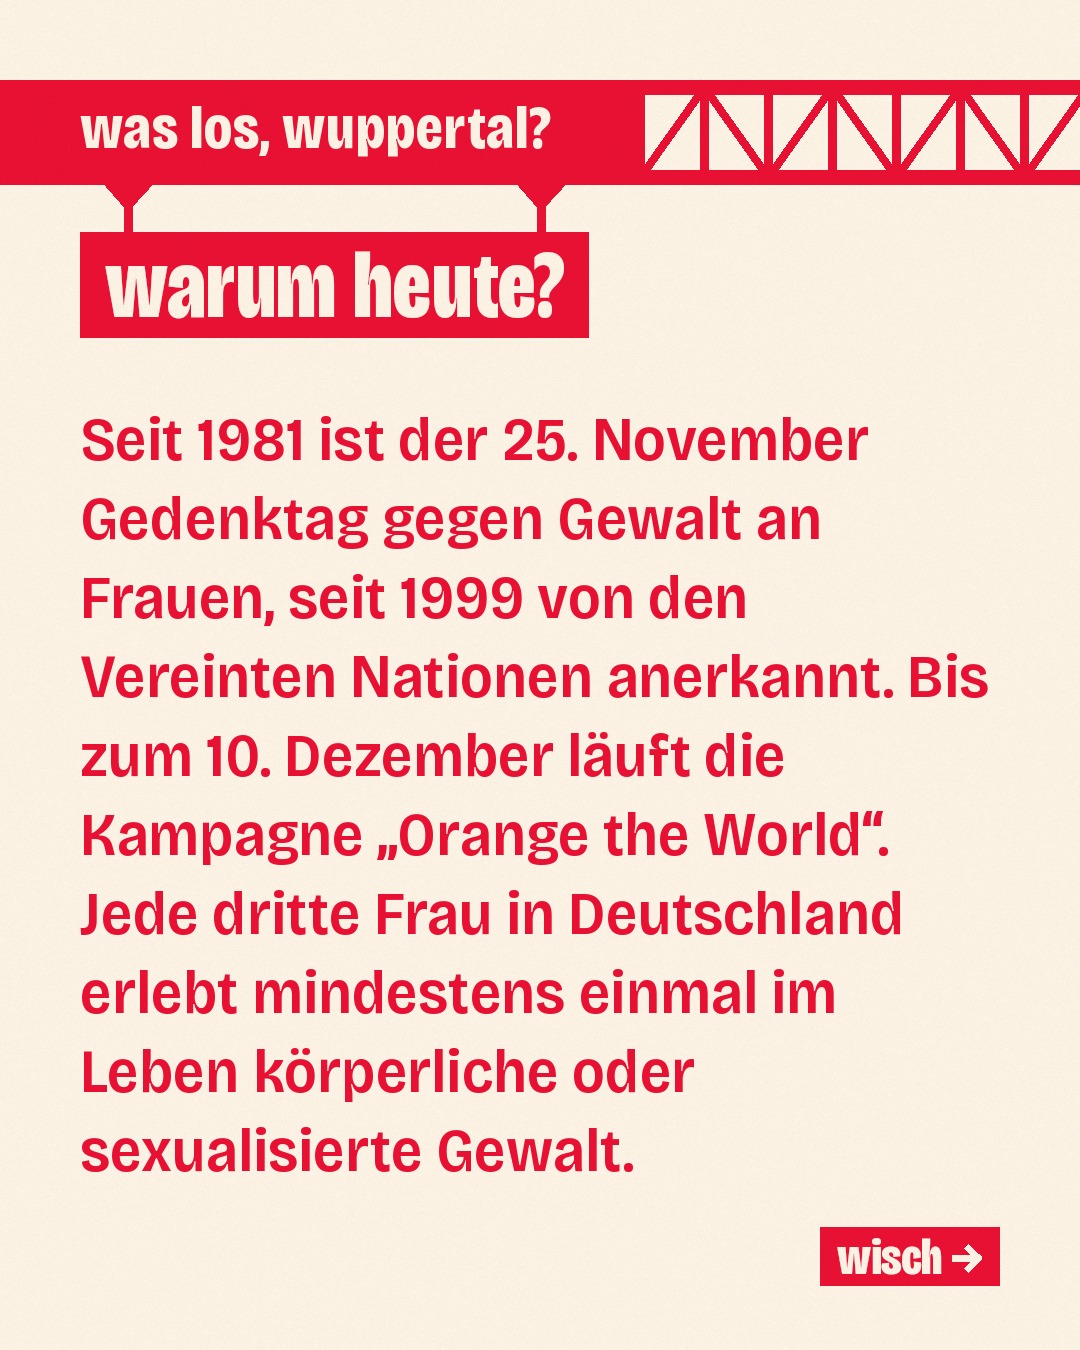 was los, wuppertal?
warum heute?
Seit 1981 ist der 25. November
Gedenktag gegen Gewalt an
Frauen, seit 1999 von den
Vereinten Nationen anerkannt. Bis
zum 10. Dezember läuft die
Kampagne „Orange the World“.
Jede dritte Frau in Deutschland
erlebt mindestens einmal im
Leben körperliche oder
sexualisierte Gewalt.
wisch →